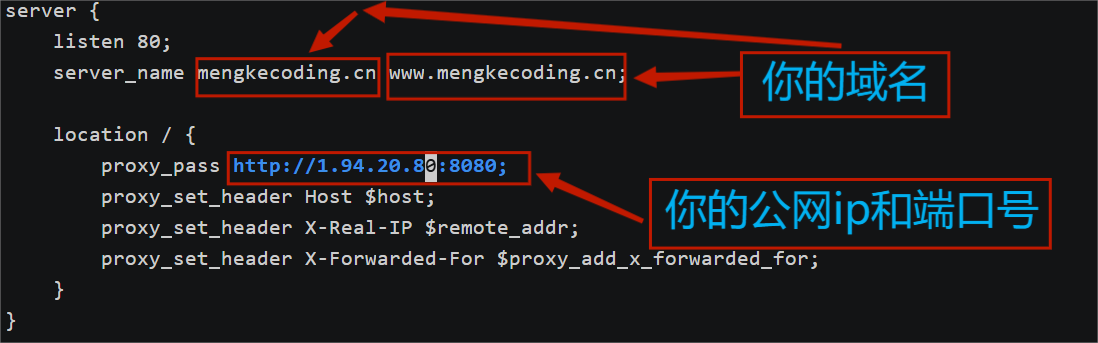 server {
listen 80;
server_name mengkecoding.cn www.mengkecoding.cn;
你的域名
location / {
proxy_pass http://1.94.20.80:8080;
proxy_set_header Host $host;
你的公网ip和端口号
proxy_set_header X-Real-IP $remote_addr;
proxy_set_header X-Forwarded-For $proxy_add_x_forwarded_for;
}
}